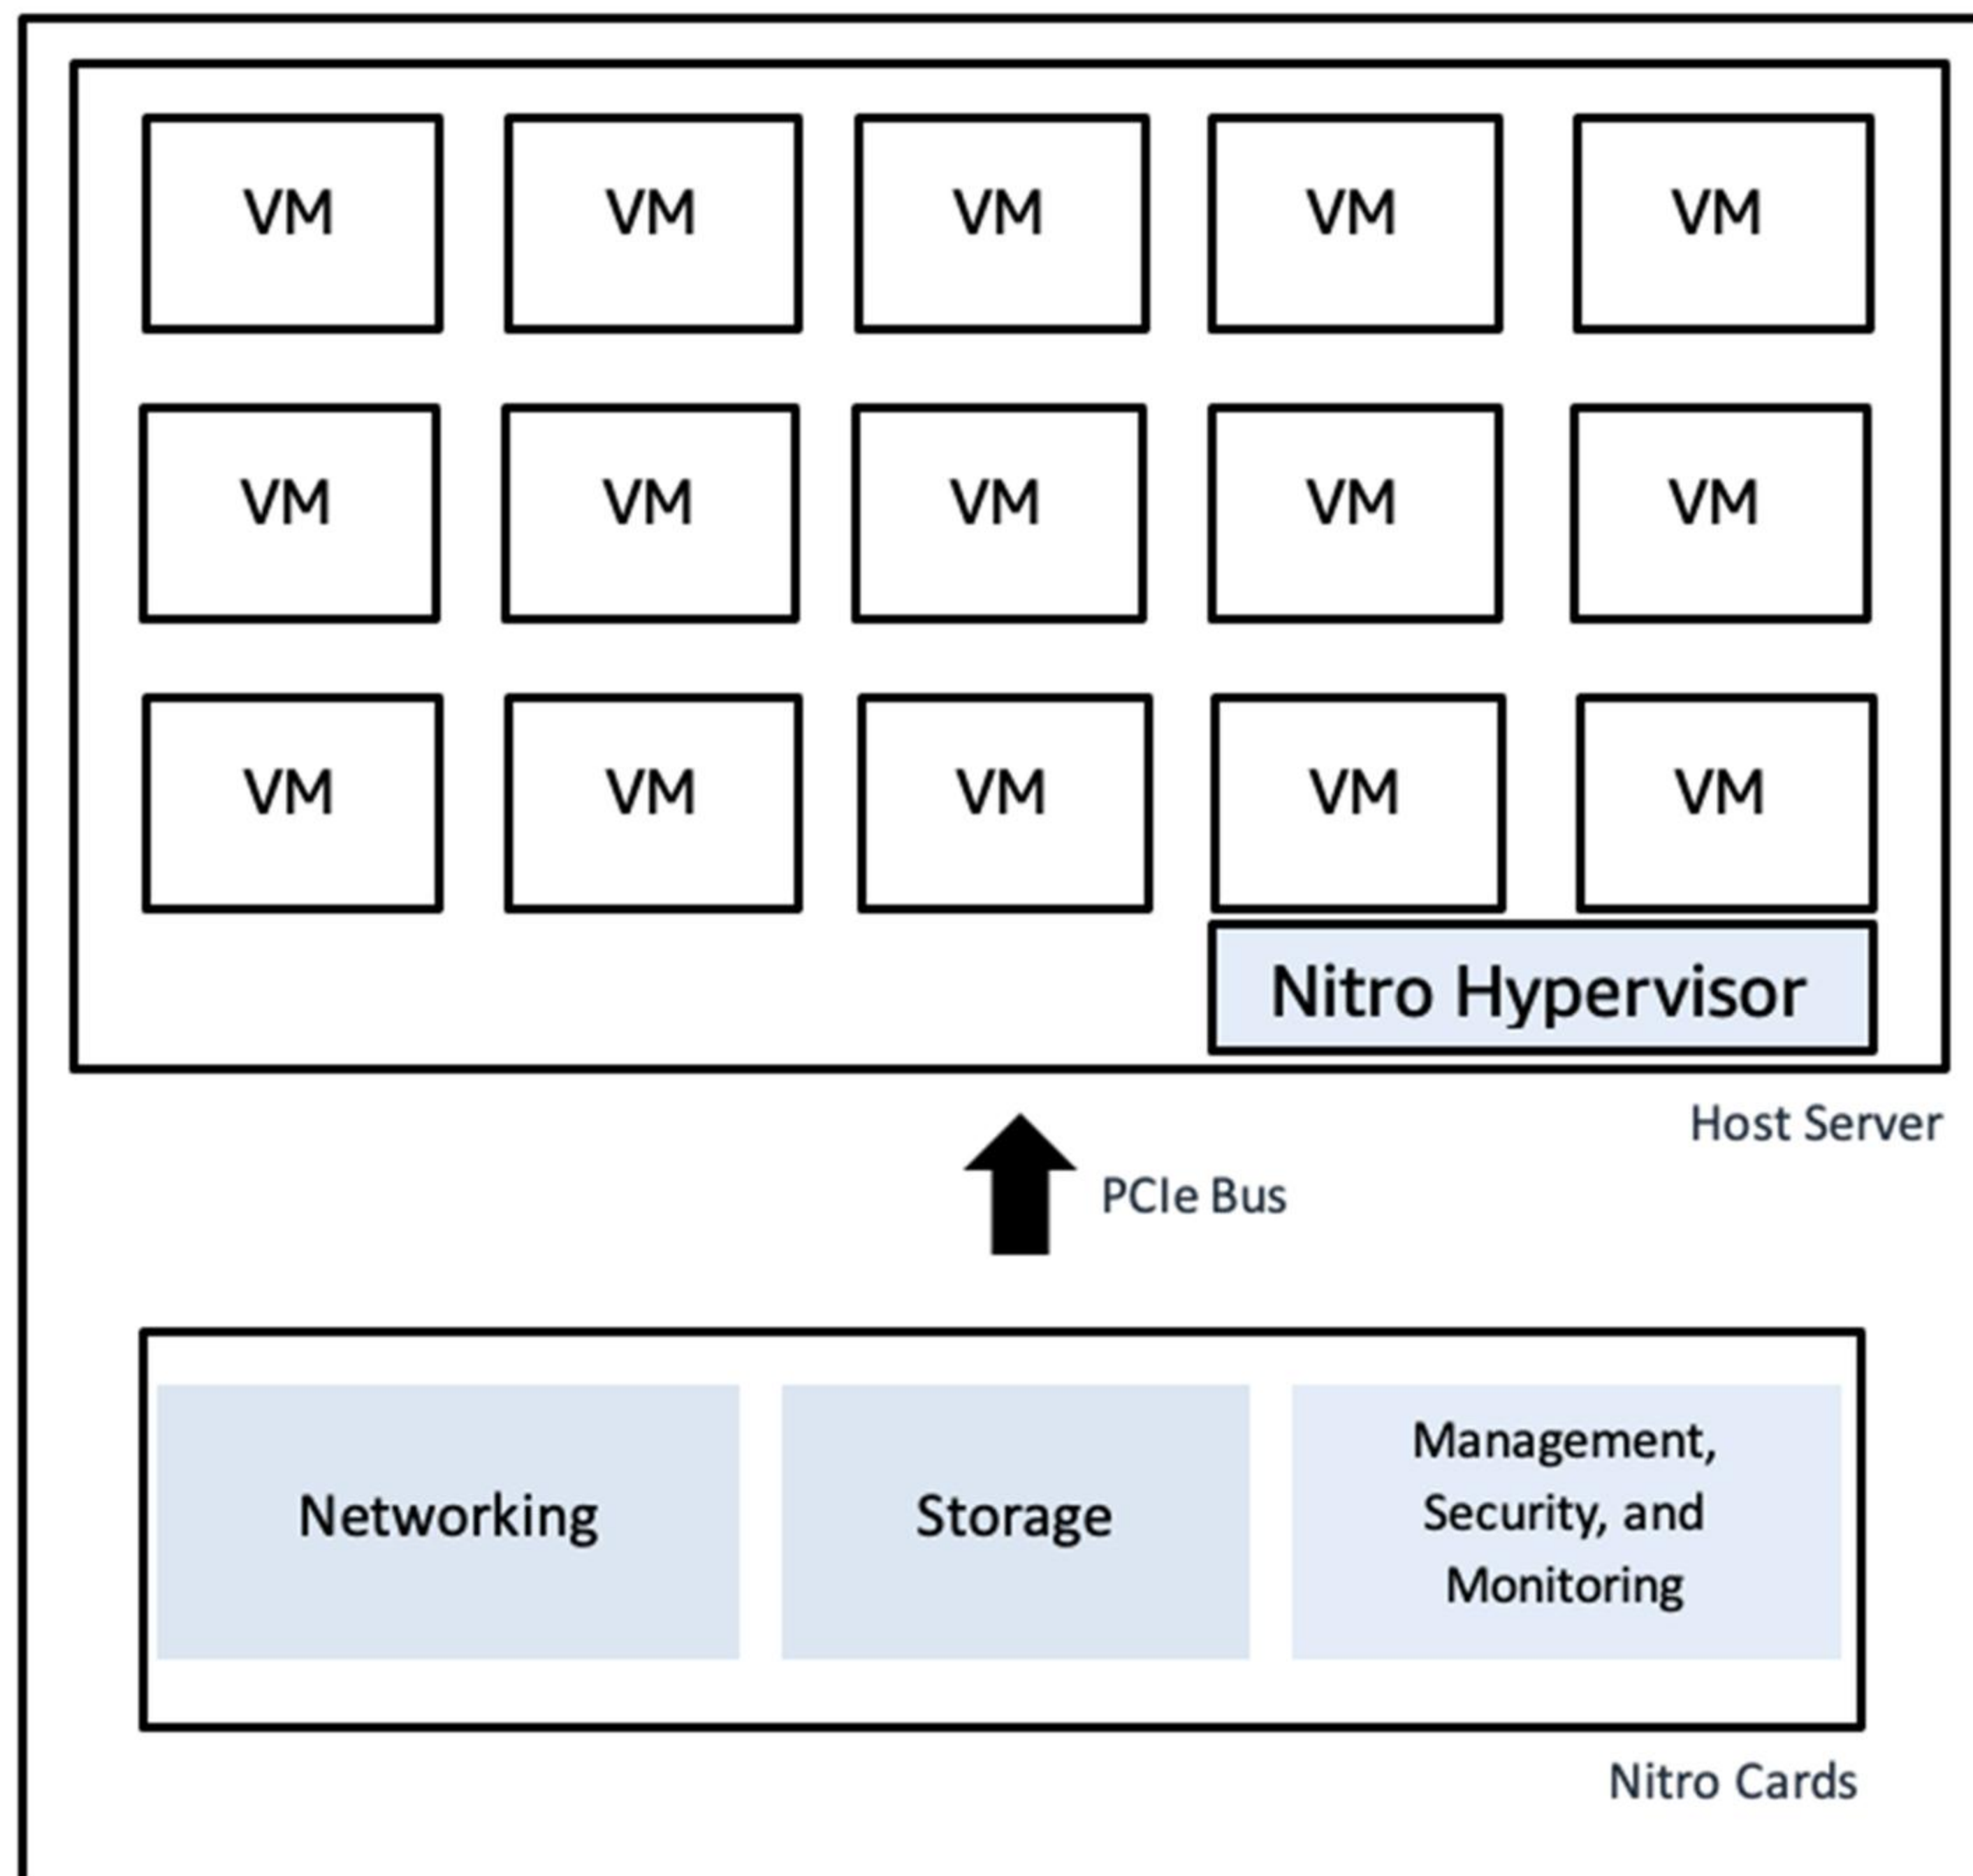 VM VM VM VM VM
VM VM VM VM VM
VM VM VM VM VM
Nitro Hypervisor
Host Server
PCIe Bus
Networking
Storage
Management,
Security, and
Monitoring
Nitro Cards